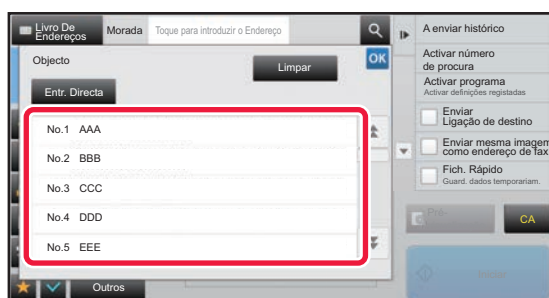 Livro De
Endereços
Morada
Toque para introduzir o Endereço
A enviar histórico
Objecto
Limpar
OK
Activar número
de procura
Entr. Directa
Activar programa
Activar definições registadas
No.1 AAA
Enviar
Ligação de destino
No.2 BBB
Enviar mesma imagem
como endereço de fax
No.3 CCC
Fich. Rápido
Guard. dados temporariam.
No.4 DDD
CA
No.5 EEE
Outros